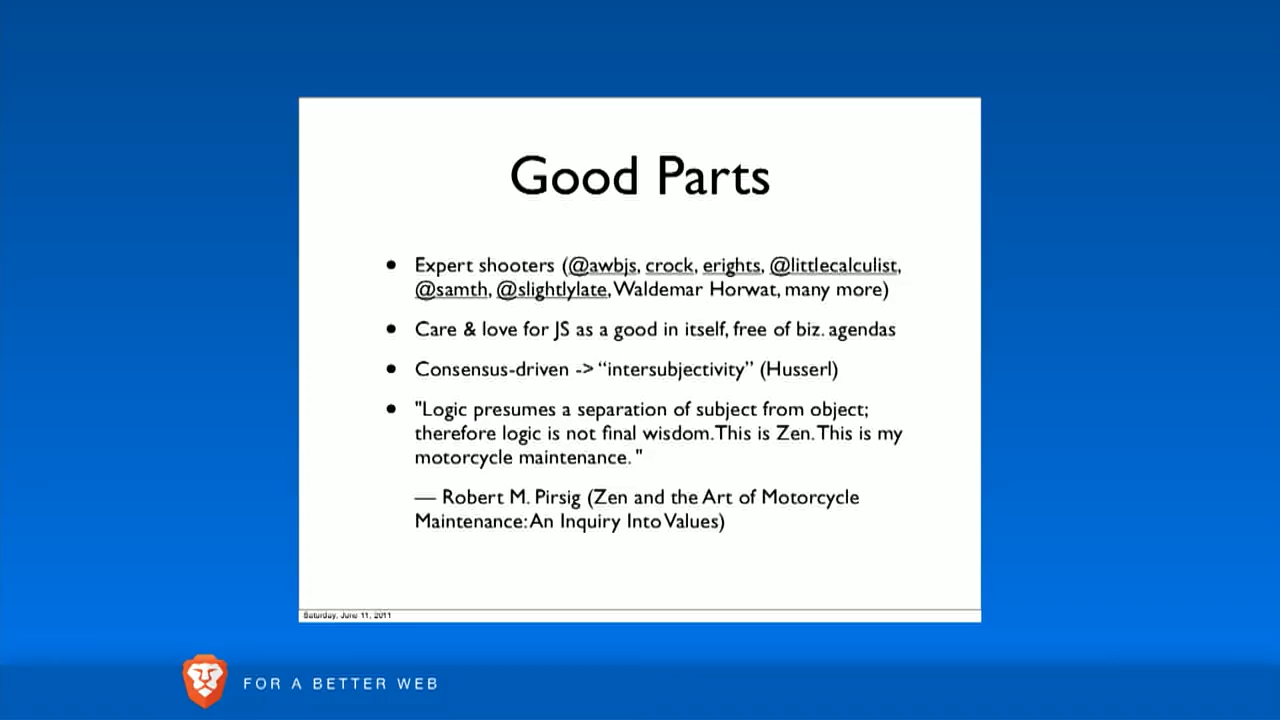 Good Parts
• Expert shooters (@awbjs, crock, erights, @littlecalculist,
@samth, @slightlylate, Waldemar Horwat, many more)
• Care & love for JS as a good in itself, free of biz. agendas
• Consensus-driven -> “intersubjectivity” (Husserl)
• "Logic presumes a separation of subject from object;
therefore logic is not final wisdom. This is Zen. This is my
motorcycle maintenance. "
— Robert M. Pirsig (Zen and the Art of Motorcycle
Maintenance: An Inquiry Into Values)
Saturday, June 11, 2011
FOR A BETTER WEB